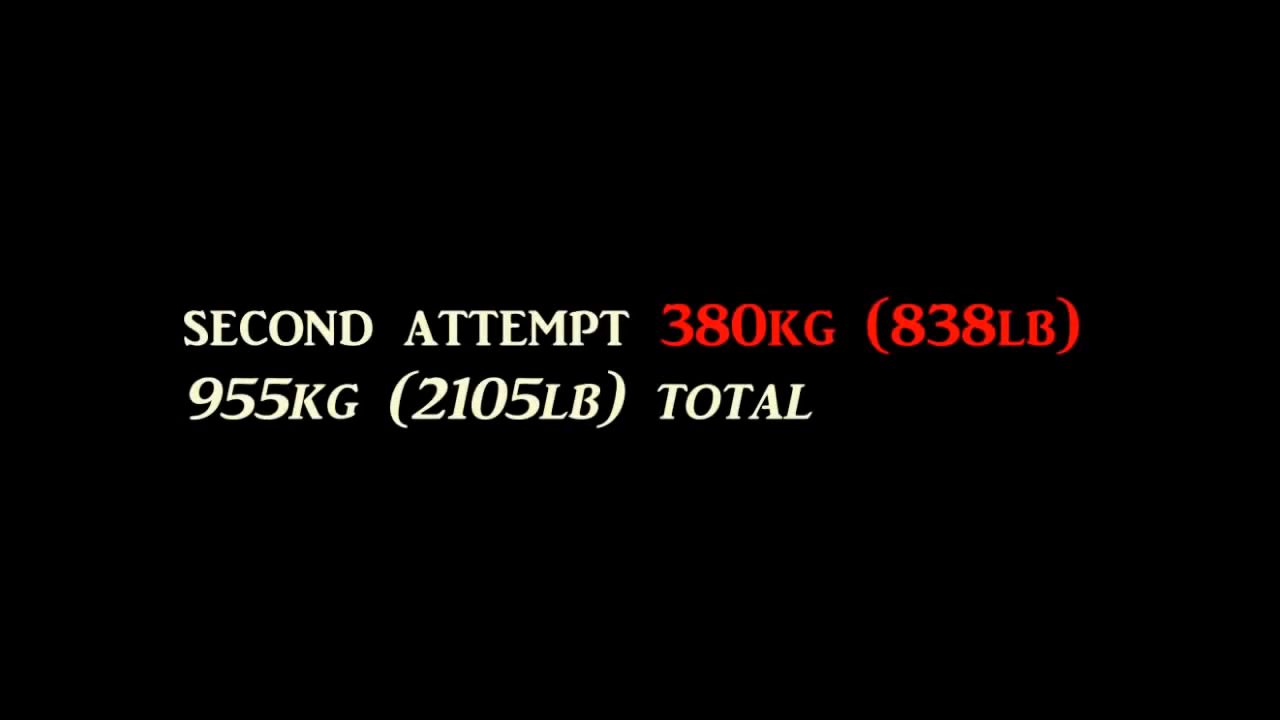 SECOND ATTEMPT 380KG (838LB)
955KG (2105LB) TOTAL